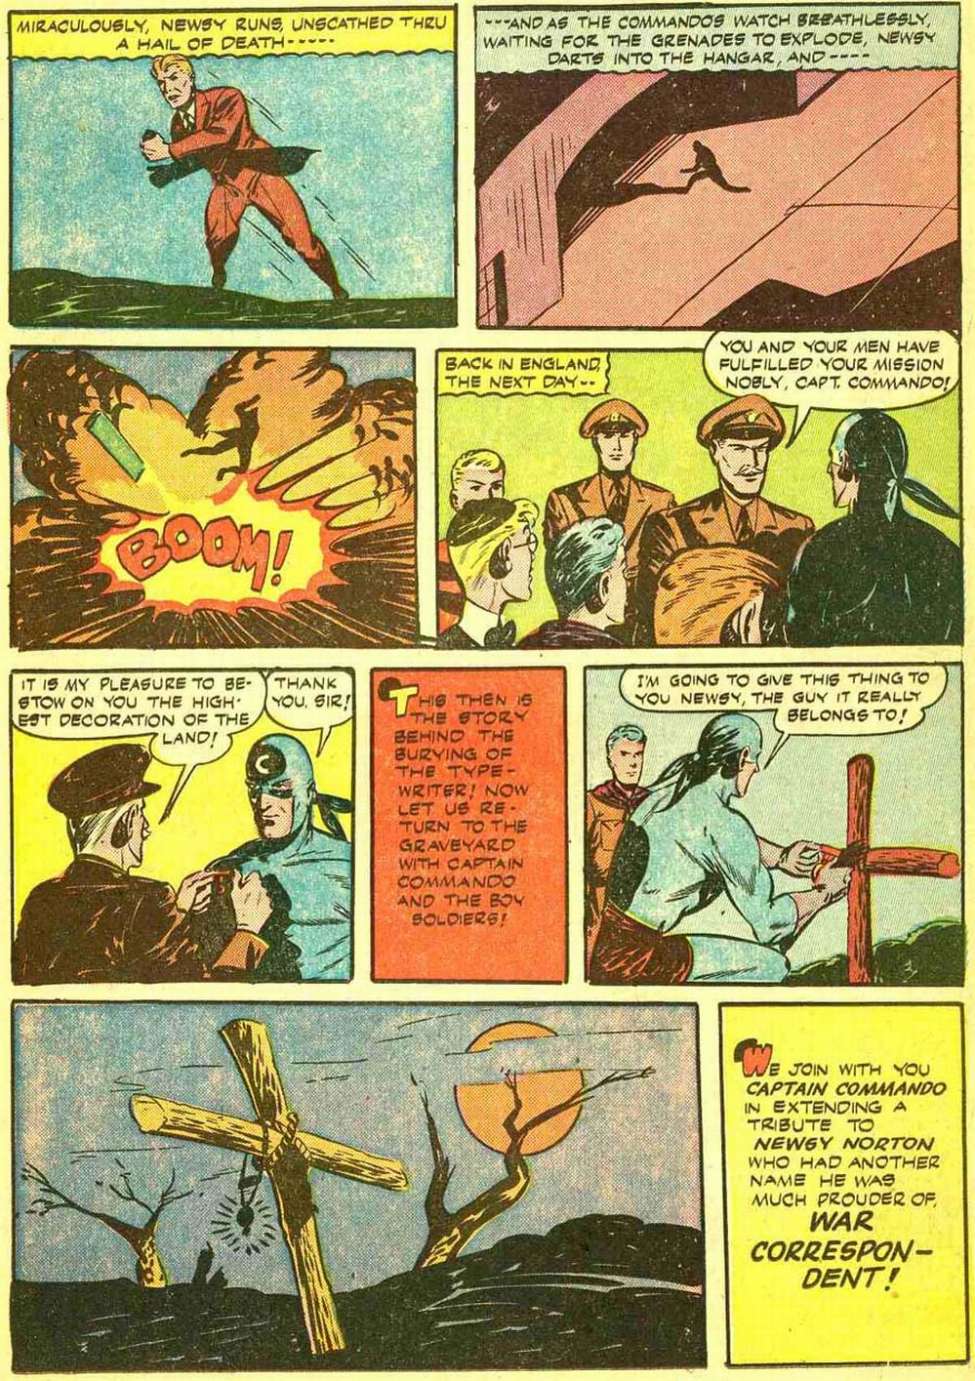 MIRACULOUSLY, NEWSY RUNS, UNSCATHED THRU
A HAIL OF DEATH-----
---AND AS THE COMMANDOS WATCH BREATHLESSLY,
WAITING FOR THE GRENADES TO EXPLODE, NEWSY
DARTS INTO THE HANGAR, AND----
BOOM!
BACK IN ENGLAND,
THE NEXT DAY--
YOU AND YOUR MEN HAVE
FULFILLED YOUR MISSION
NOBLY, CAPT. COMMANDO!
IT IS MY PLEASURE TO BE-
STOW ON YOU THE HIGH-
EST DECORATION OF THE
LAND!
THANK
YOU, SIR!
THIS THEN IS
THE STORY
BEHIND THE
BURYING OF
THE TYPE-
WRITER! NOW
LET US RE-
TURN TO THE
GRAVEYARD
WITH CAPTAIN
COMMANDO
AND THE BOY
SOLDIERS!
I'M GOING TO GIVE THIS THING TO
YOU NEWSY, THE GUY IT REALLY
BELONGS TO!
WE JOIN WITH YOU
CAPTAIN COMMANDO
IN EXTENDING A
TRIBUTE TO
NEWSY NORTON
WHO HAD ANOTHER
NAME HE WAS
MUCH PROUDER OF,
WAR
CORRESPON-
DENT!